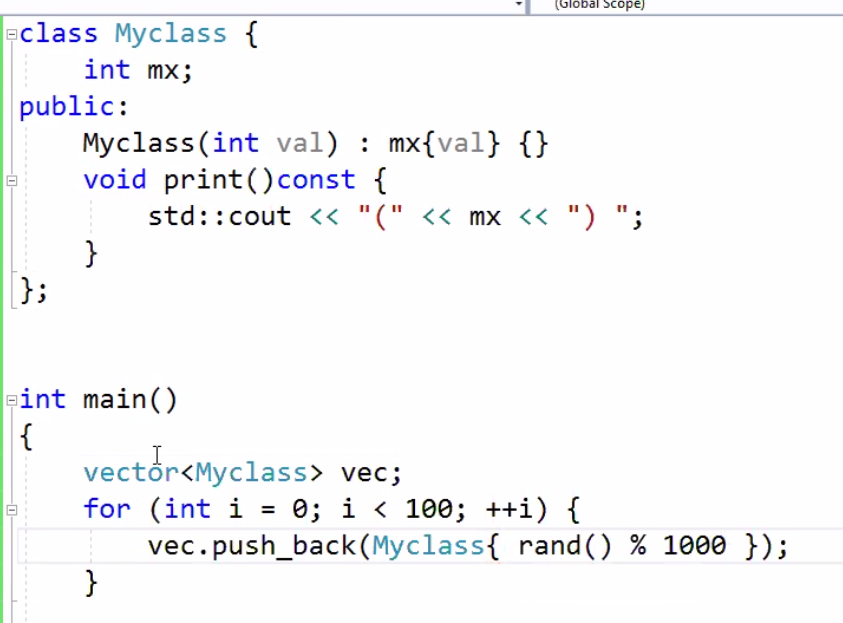 (Global Scope)
class Myclass {
    int mx;
public:
    Myclass(int val) : mx{val} {}
    void print()const {
        std::cout << "(" << mx << ") ";
    }
};
int main()
{
    vector<Myclass> vec;
    for (int i = 0; i < 100; ++i) {
        vec.push_back(Myclass{ rand() % 1000 });
    }